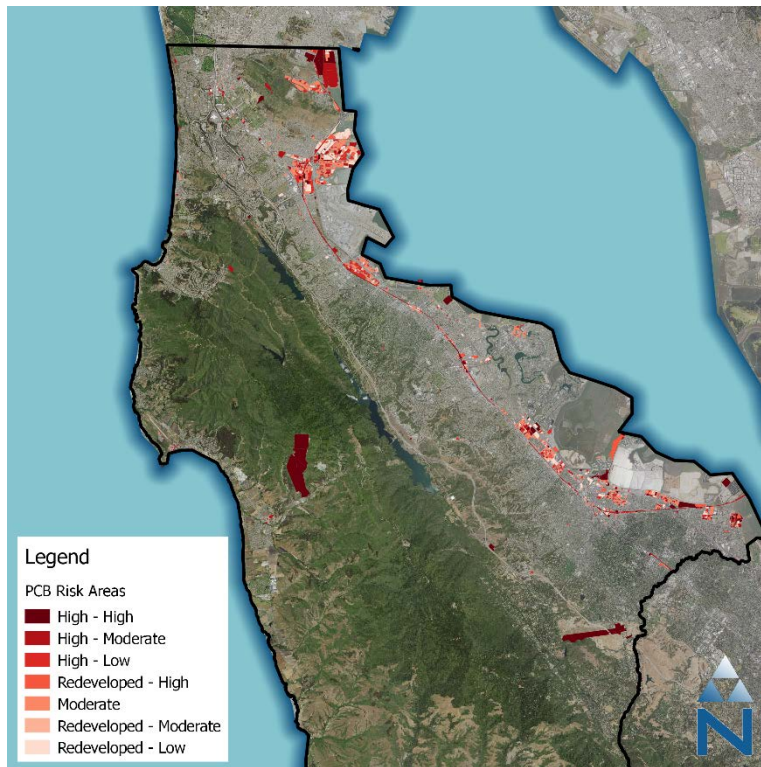 Legend
PCB Risk Areas
High - High
High - Moderate
High - Low
Redeveloped - High
Moderate
Redeveloped - Moderate
Redeveloped - Low
N